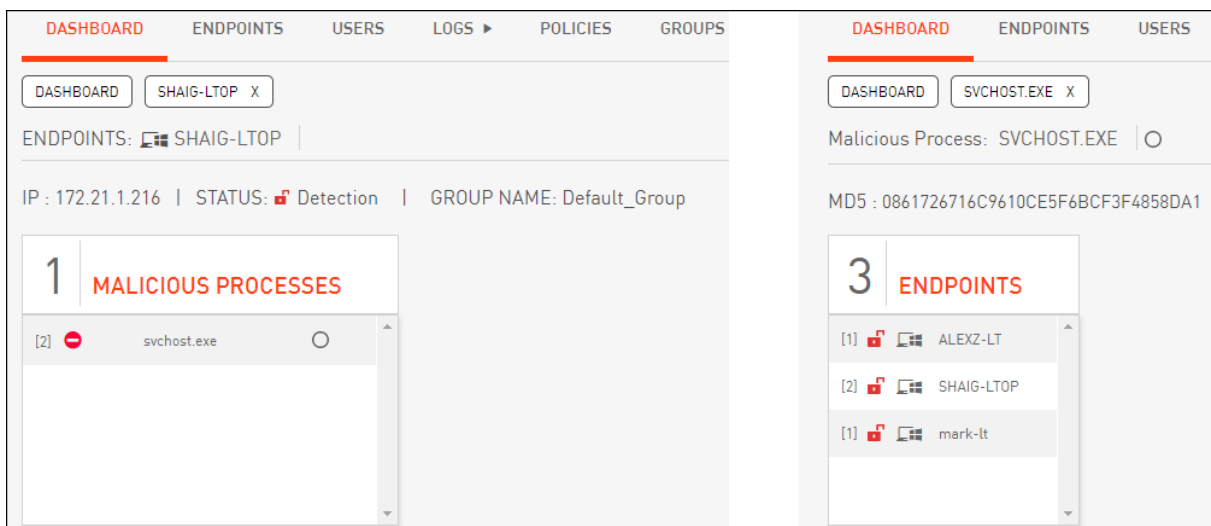 DASHBOARD ENDPOINTS USERS LOGS ▶ POLICIES GROUPS
DASHBOARD SHAIG-LTOP X
ENDPOINTS: SHAIG-LTOP
IP : 172.21.1.216 | STATUS: Detection | GROUP NAME: Default_Group
1 MALICIOUS PROCESSES
[2] svchost.exe
DASHBOARD ENDPOINTS USERS
DASHBOARD SVCHOST.EXE X
Malicious Process: SVCHOST.EXE
MD5 : 0861726716C9610CE5F6BCF3F4858DA1
3 ENDPOINTS
[1] ALEXZ-LT
[2] SHAIG-LTOP
[1] mark-lt